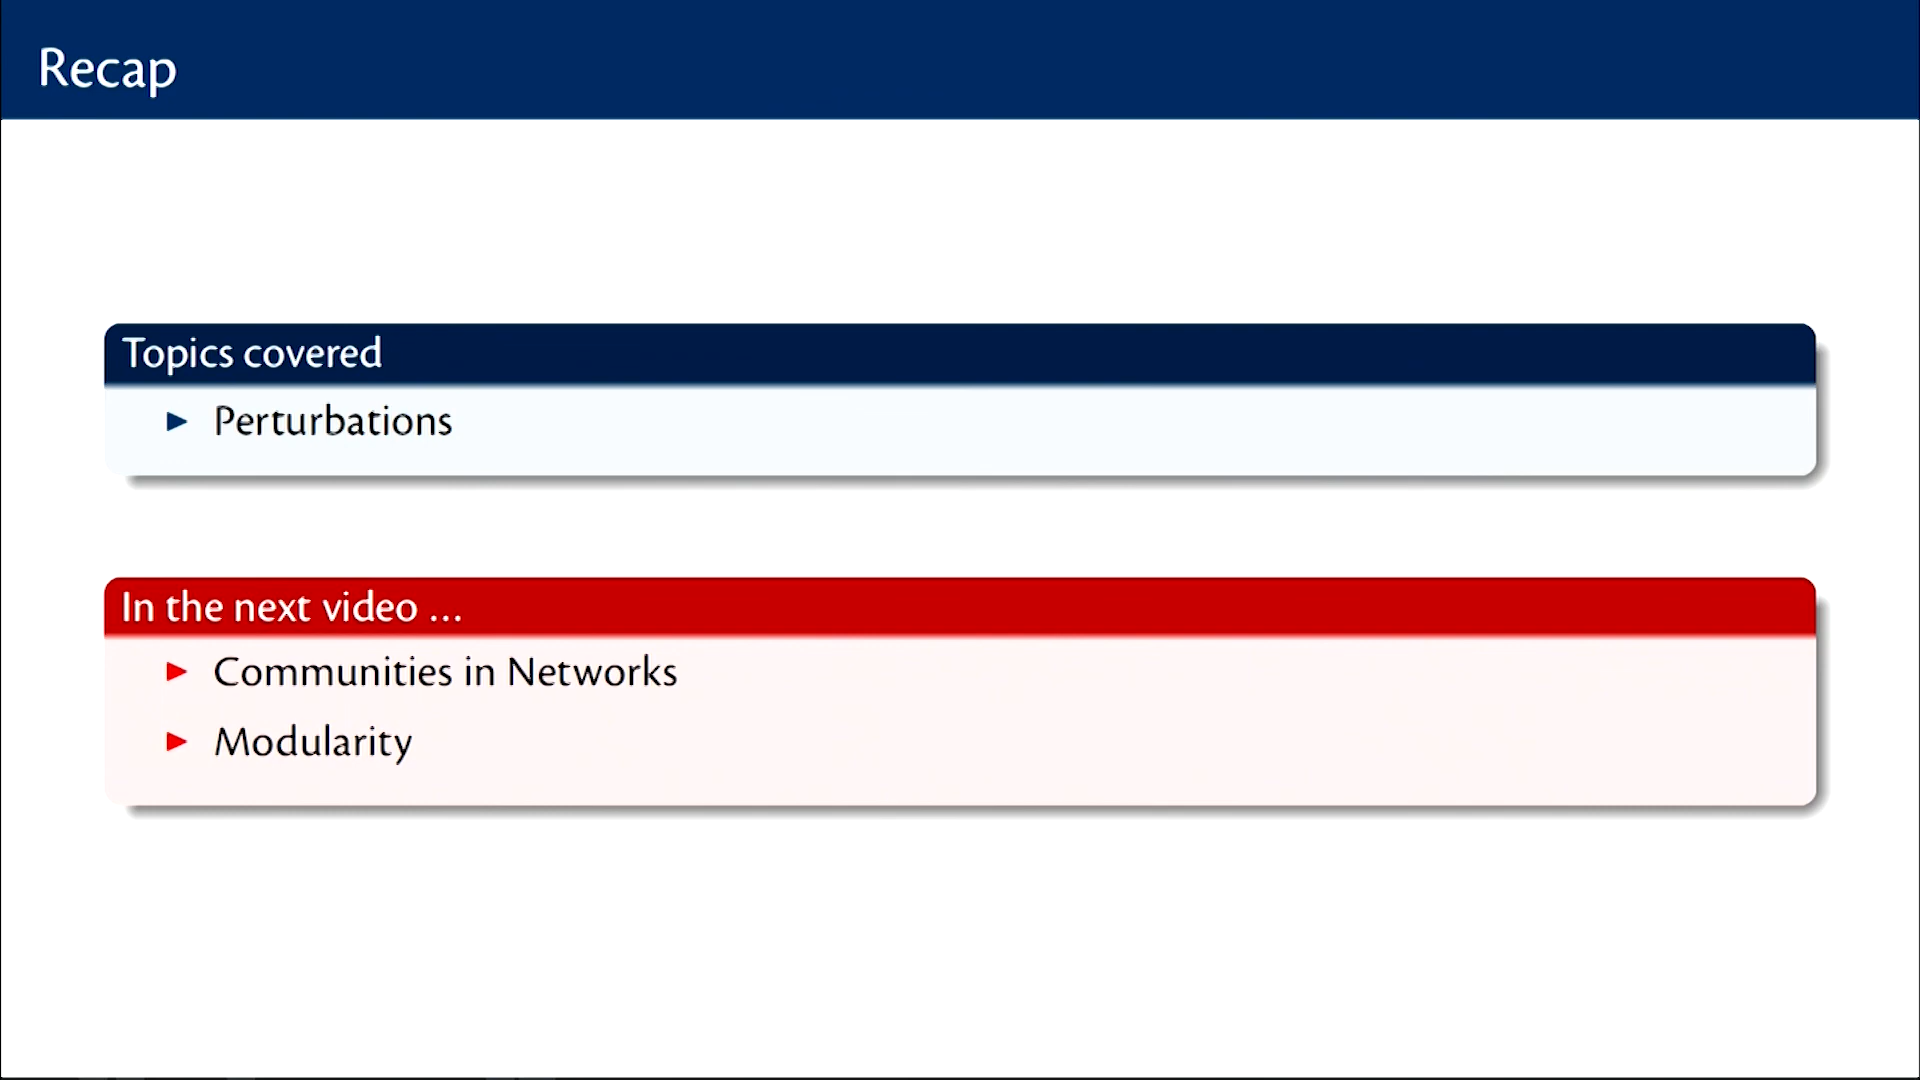 Recap
Topics covered
Perturbations
In the next video ...
Communities in Networks
Modularity